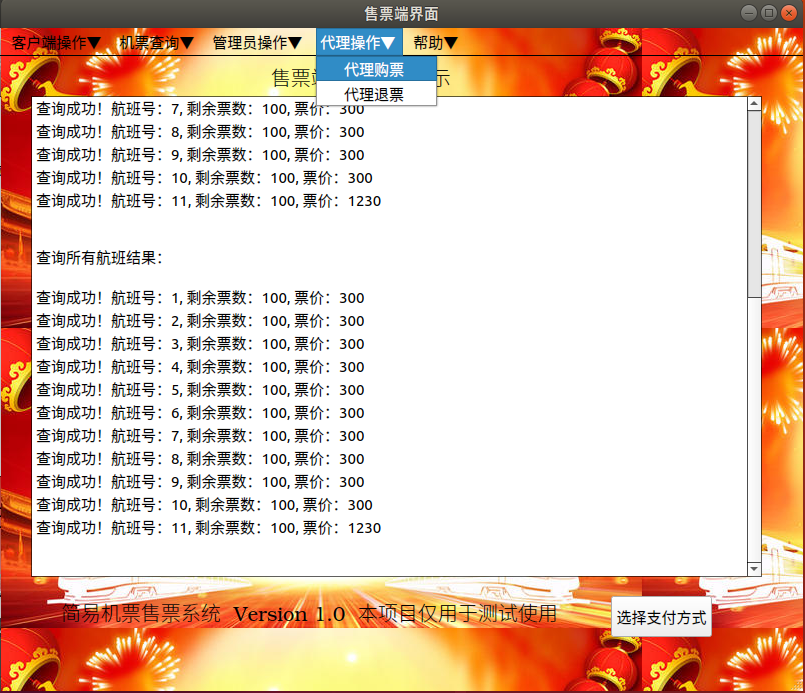 售票端界面
客户端操作▼ 机票查询▼ 管理员操作▼ 代理操作▼ 帮助▼
代理购票
售票 示
代理退票
查询成功！航班号：7, 剩余票数：100, 票价：300
查询成功！航班号：8, 剩余票数：100, 票价：300
查询成功！航班号：9, 剩余票数：100, 票价：300
查询成功！航班号：10, 剩余票数：100, 票价：300
查询成功！航班号：11, 剩余票数：100, 票价：1230
查询所有航班结果：
查询成功！航班号：1, 剩余票数：100, 票价：300
查询成功！航班号：2, 剩余票数：100, 票价：300
查询成功！航班号：3, 剩余票数：100, 票价：300
查询成功！航班号：4, 剩余票数：100, 票价：300
查询成功！航班号：5, 剩余票数：100, 票价：300
查询成功！航班号：6, 剩余票数：100, 票价：300
查询成功！航班号：7, 剩余票数：100, 票价：300
查询成功！航班号：8, 剩余票数：100, 票价：300
查询成功！航班号：9, 剩余票数：100, 票价：300
查询成功！航班号：10, 剩余票数：100, 票价：300
查询成功！航班号：11, 剩余票数：100, 票价：1230
简易机票售票系统 Version 1.0 本项目仅用于测试使用
选择支付方式